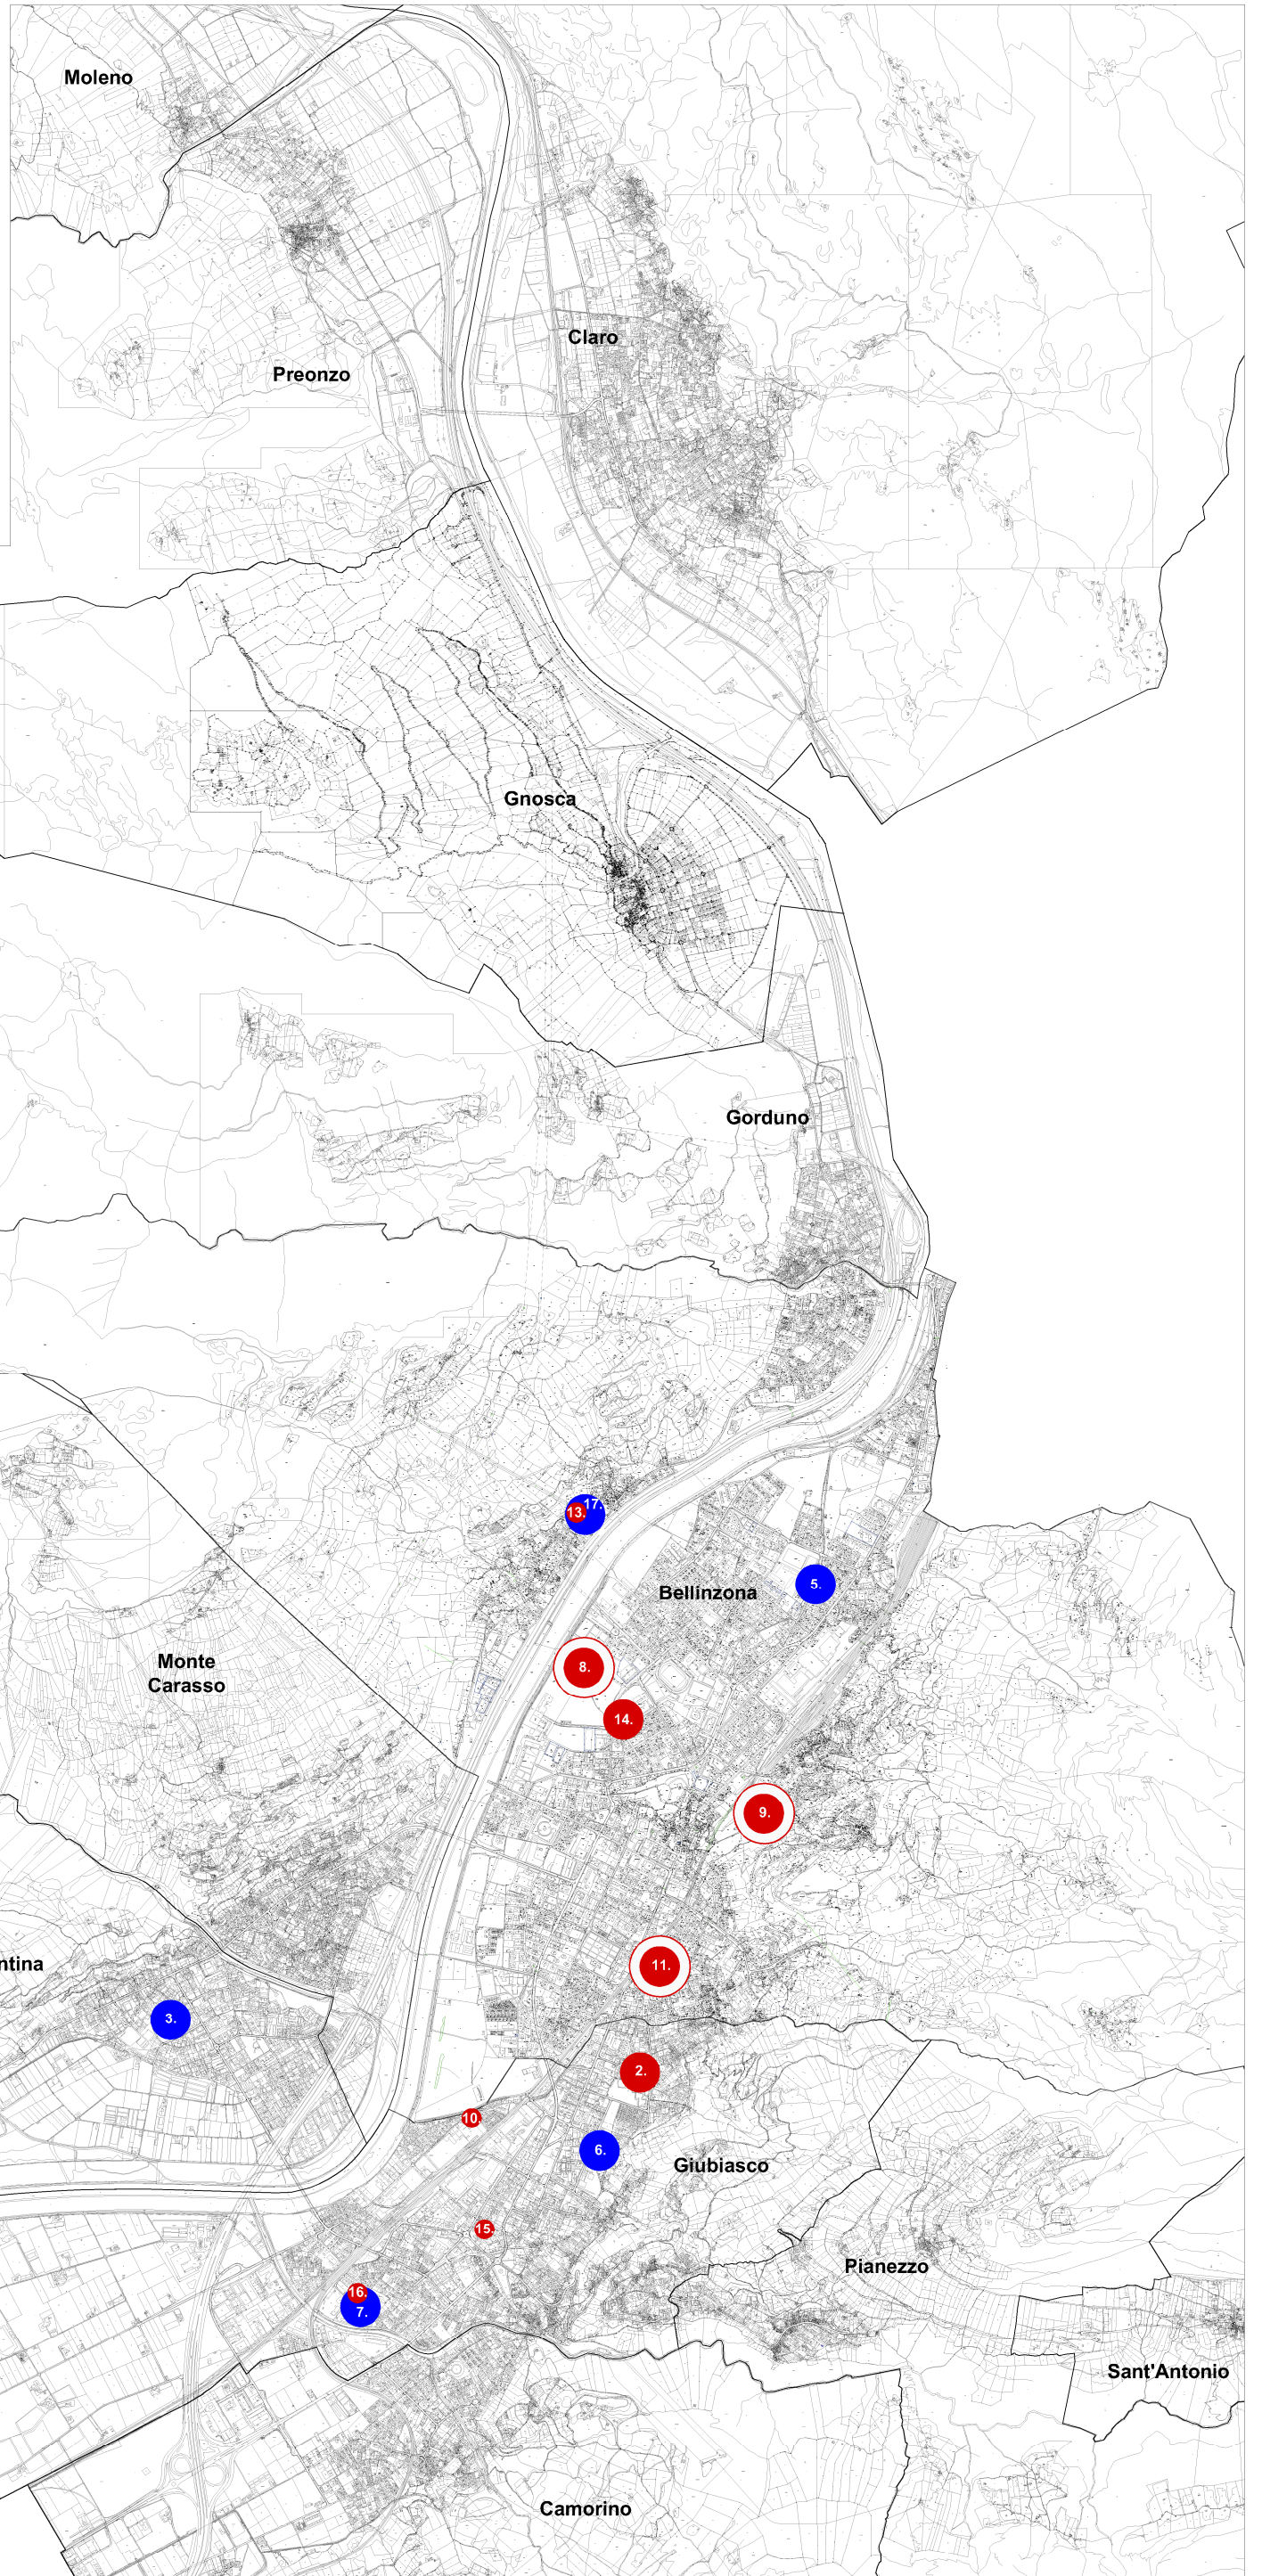 Moleno
Claro
Preonzo
Gnosca
Gorduno
17.
13.
5.
Bellinzona
Monte
Carasso
8.
14.
9.
11.
ntina
3.
2.
10.
6.
Giubiasco
15.
Pianezzo
16.
7.
Sant'Antonio
Camorino